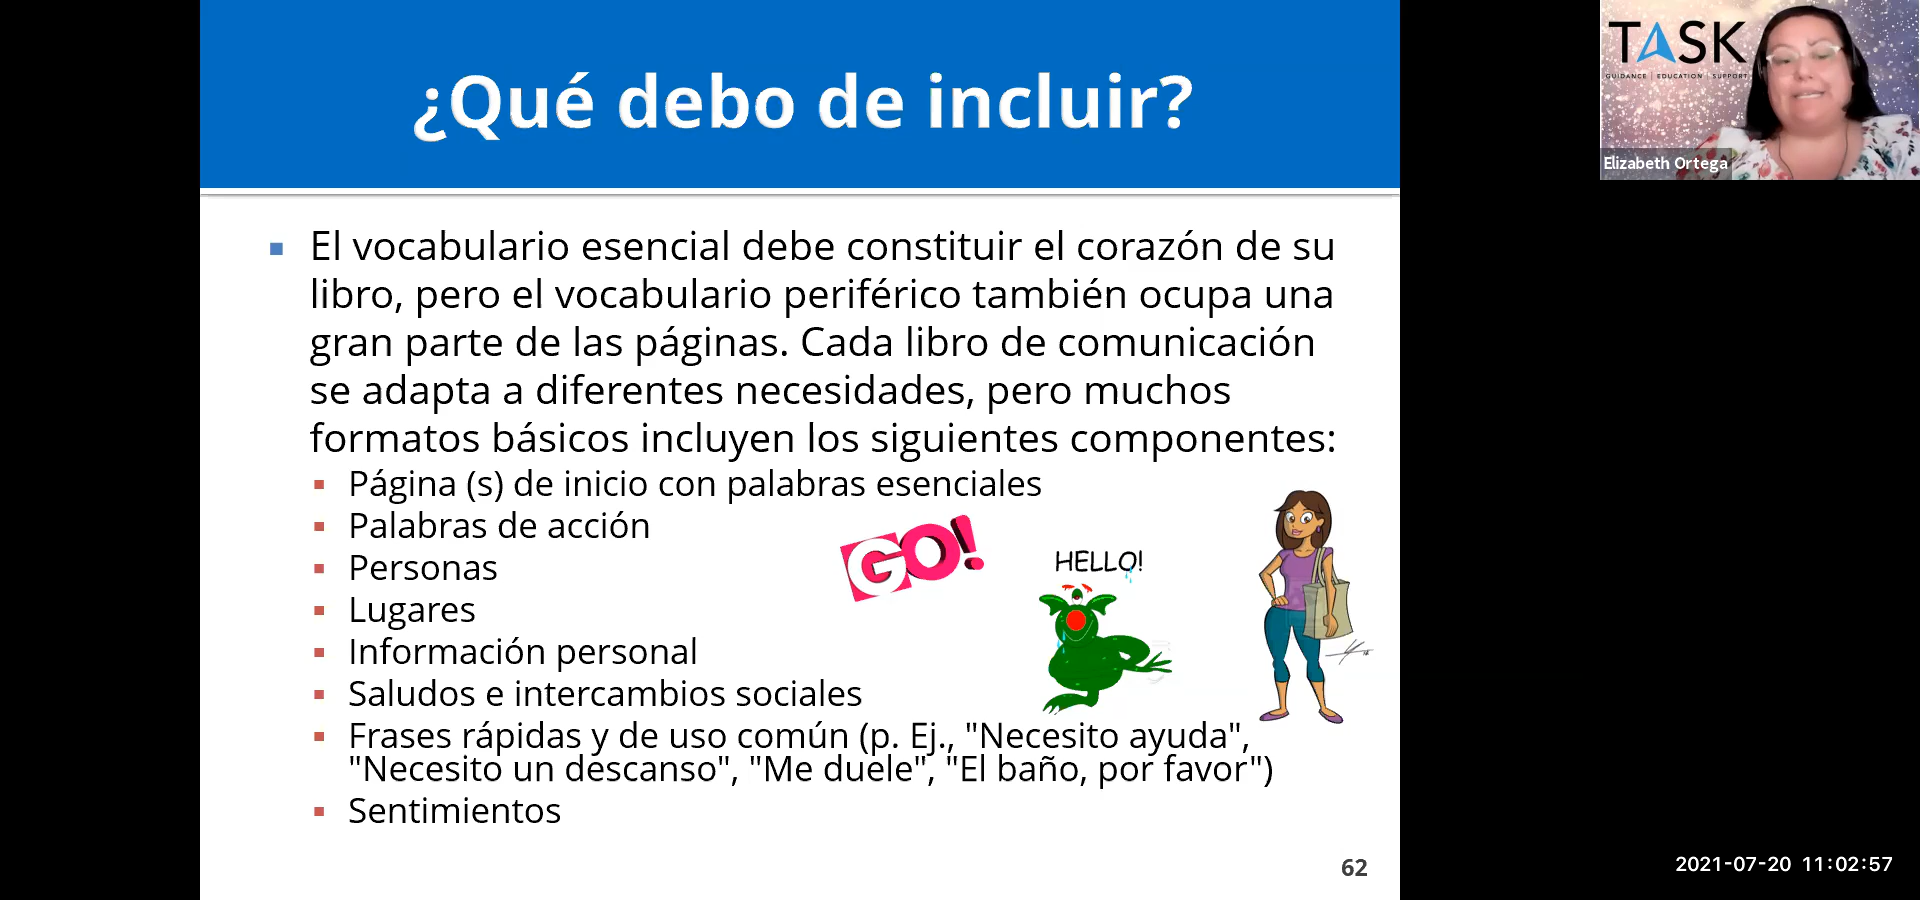 ¿Qué debo de incluir?
El vocabulario esencial debe constituir el corazón de su
libro, pero el vocabulario periférico también ocupa una
gran parte de las páginas. Cada libro de comunicación
se adapta a diferentes necesidades, pero muchos
formatos básicos incluyen los siguientes componentes:
Página (s) de inicio con palabras esenciales
Palabras de acción
Personas
Lugares
Información personal
Saludos e intercambios sociales
Frases rápidas y de uso común (p. Ej., "Necesito ayuda",
"Necesito un descanso", "Me duele", "El baño, por favor")
Sentimientos
GO!
HELLO!
62
TASK
GUIDANCE | EDUCATION | SUPPORT
Elizabeth Ortega
2021-07-20 11:02:57